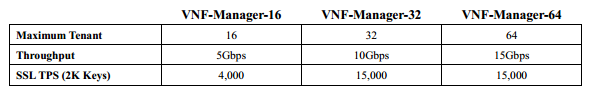 VNF-Manager-16 VNF-Manager-32 VNF-Manager-64
Maximum Tenant 16 32 64
Throughput 5Gbps 10Gbps 15Gbps
SSL TPS (2K Keys) 4,000 15,000 15,000